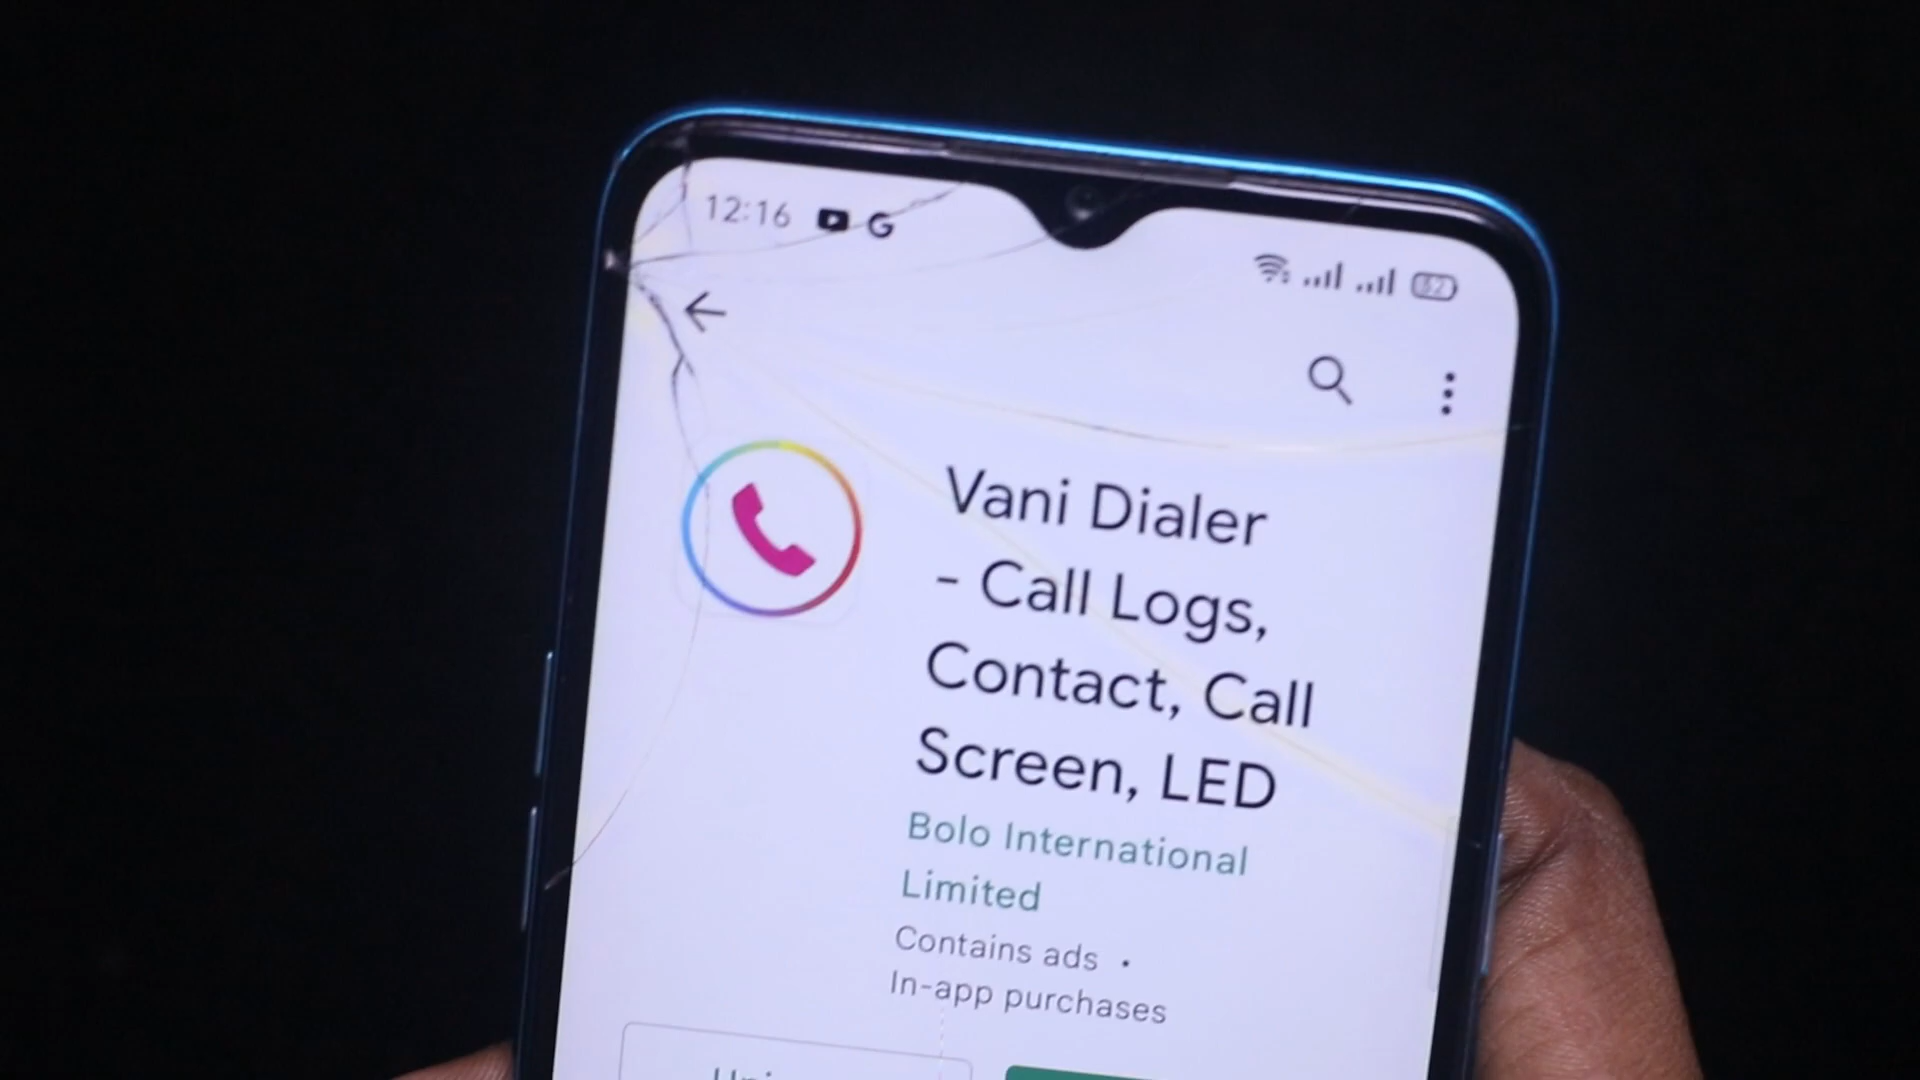 12:16
Vani Dialer
- Call Logs,
Contact, Call
Screen, LED
Bolo International
Limited
Contains ads •
In-app purchases